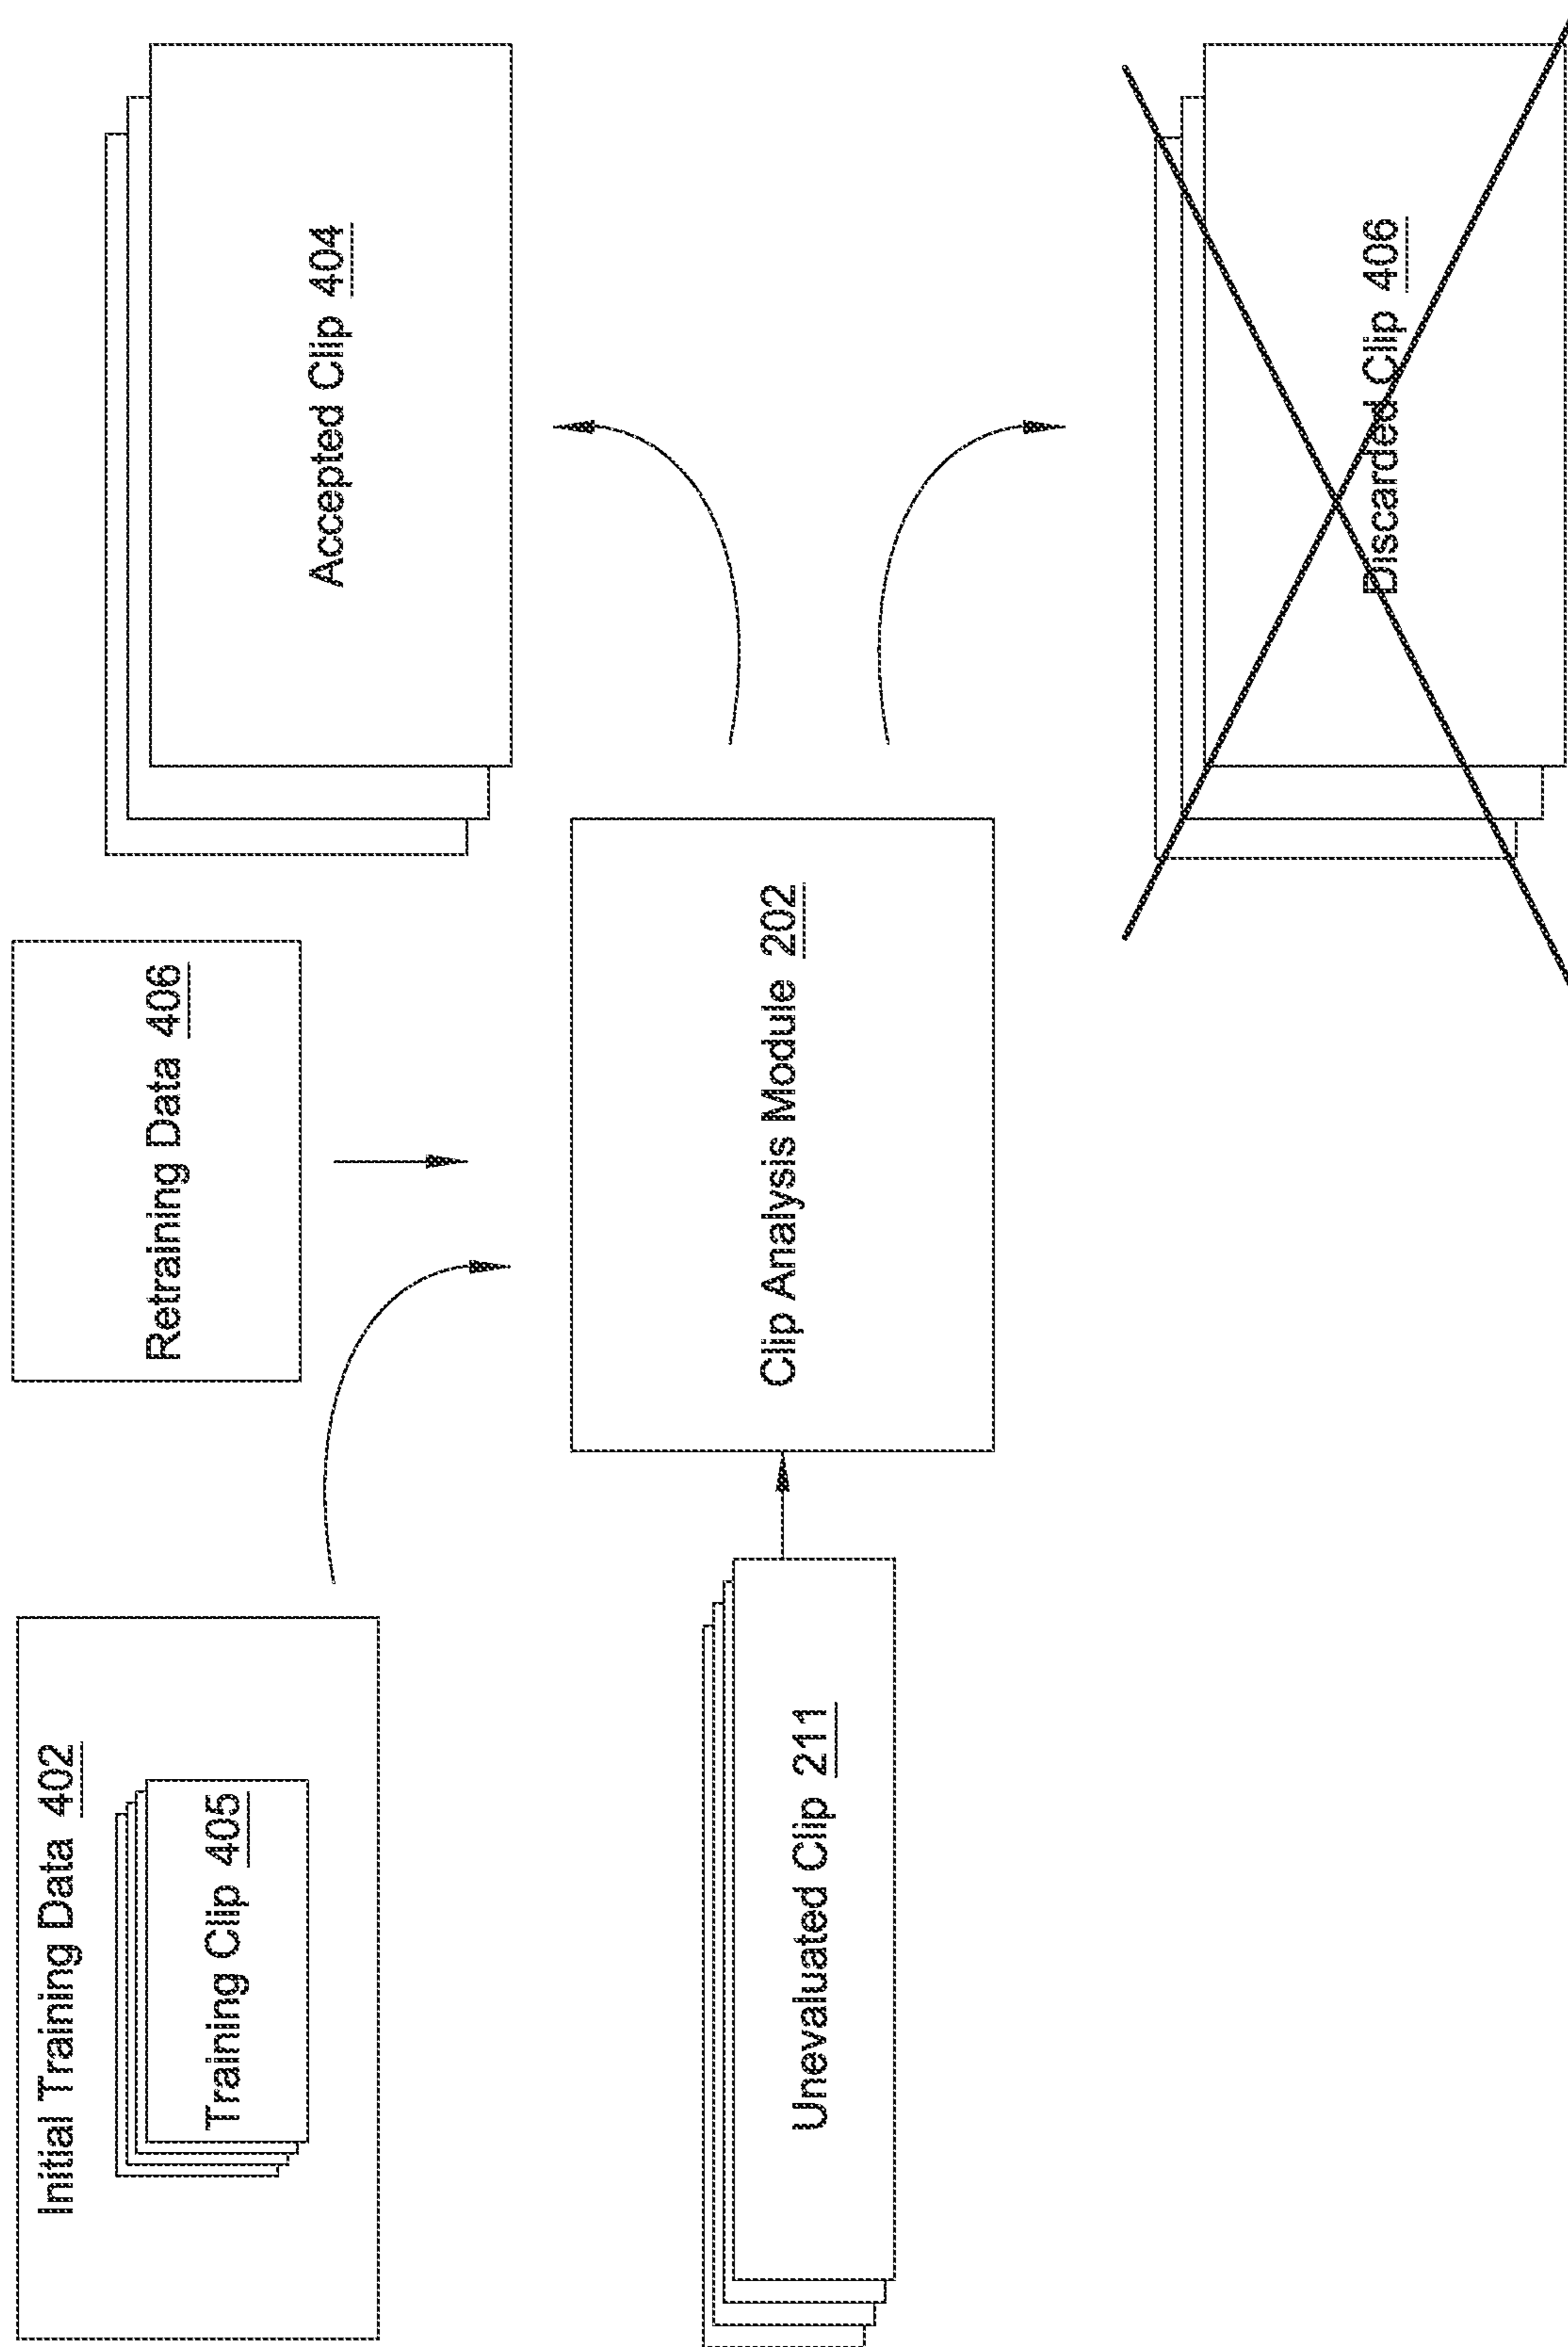 Initial Training Data 402
Training Clip 405
Retraining Data 406
Accepted Clip 404
Unevaluated Clip 211
Clip Analysis Module 202
Discarded Clip 406